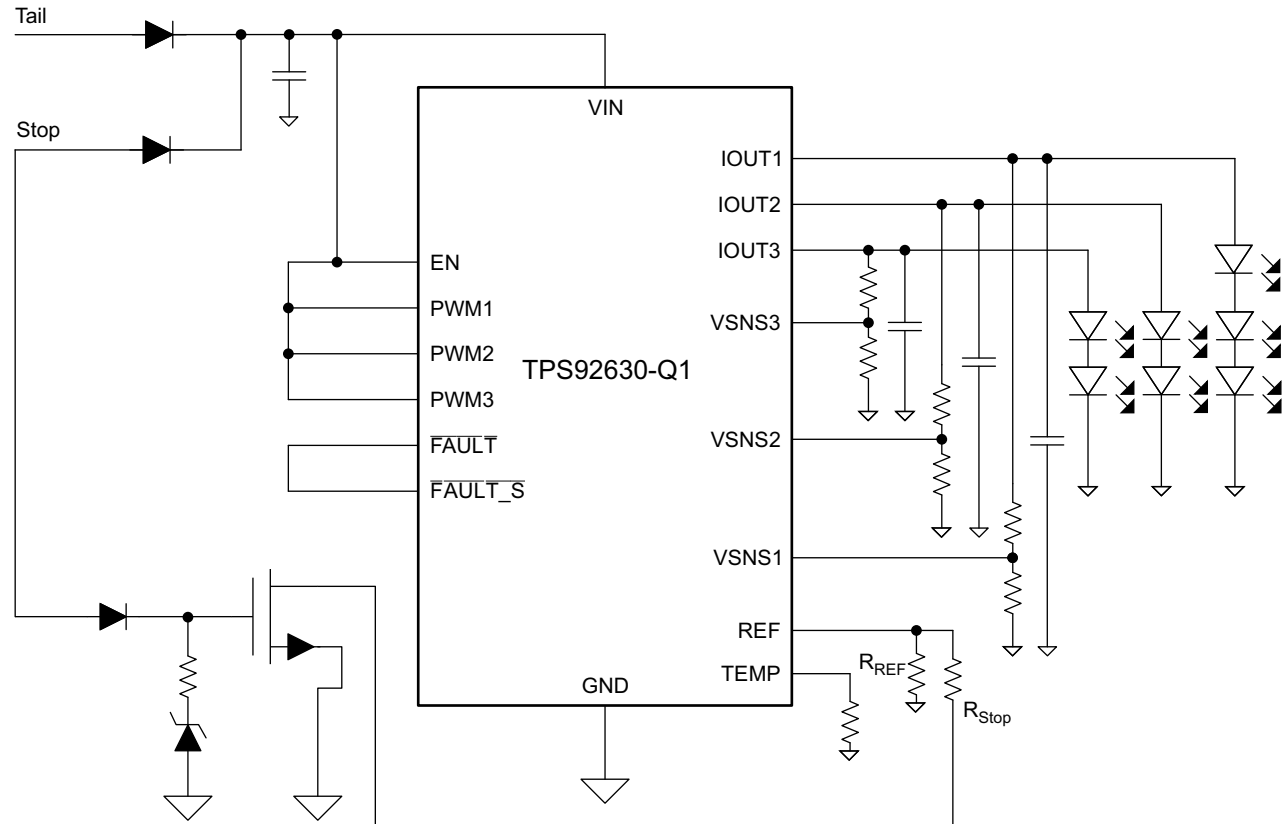 Tail
Stop
VIN
IOUT1
IOUT2
IOUT3
EN
PWM1
VSNS3
PWM2
TPS92630-Q1
PWM3
FAULT
VSNS2
FAULT_S
VSNS1
REF
RREF
TEMP
GND
RStop